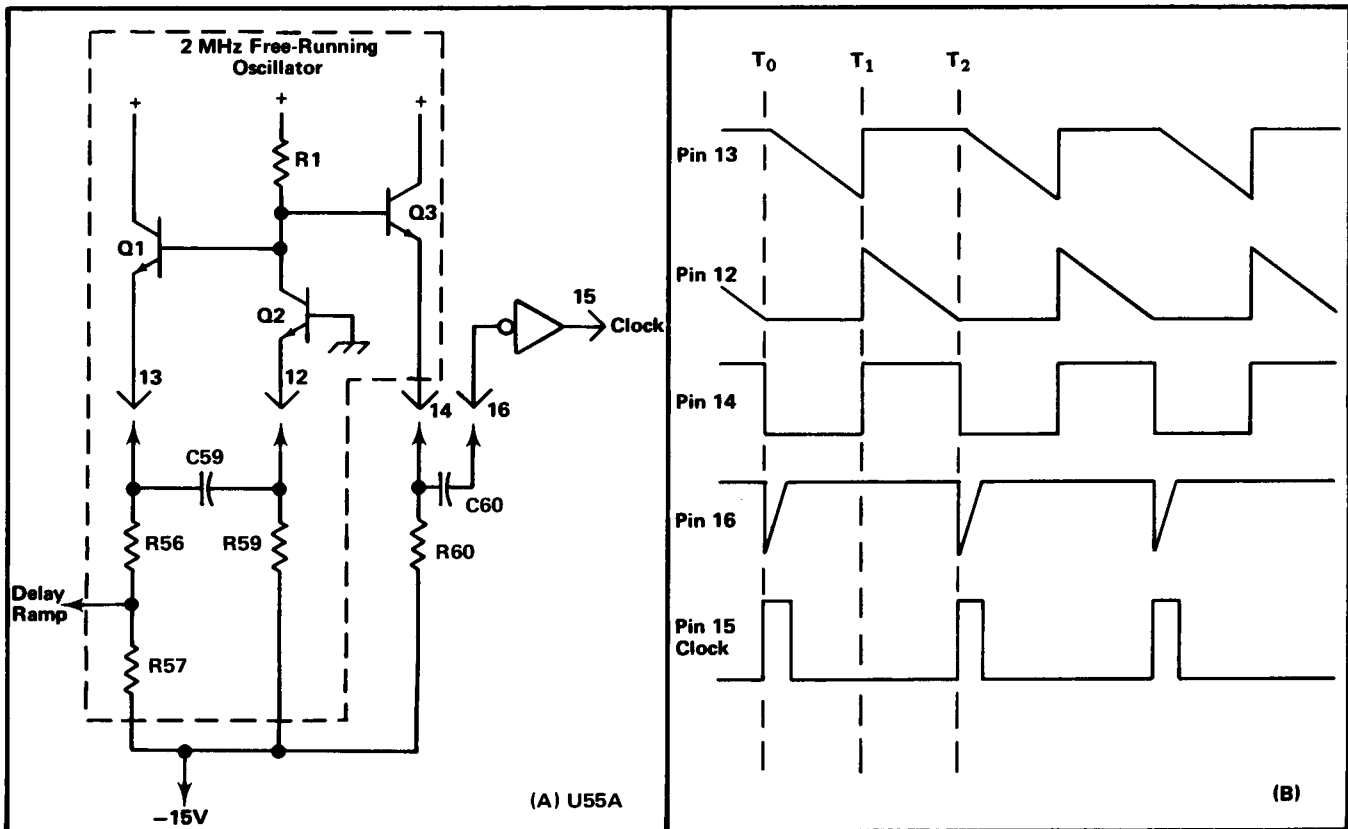 2 MHz Free-Running
Oscillator
+
+
+
R1
Q3
Q1
Q2
15
Clock
13
12
14
16
C59
C60
R56
R59
R60
Delay
Ramp
R57
−15V
(A) U55A
T0
T1
T2
Pin 13
Pin 12
Pin 14
Pin 16
Pin 15
Clock
(B)